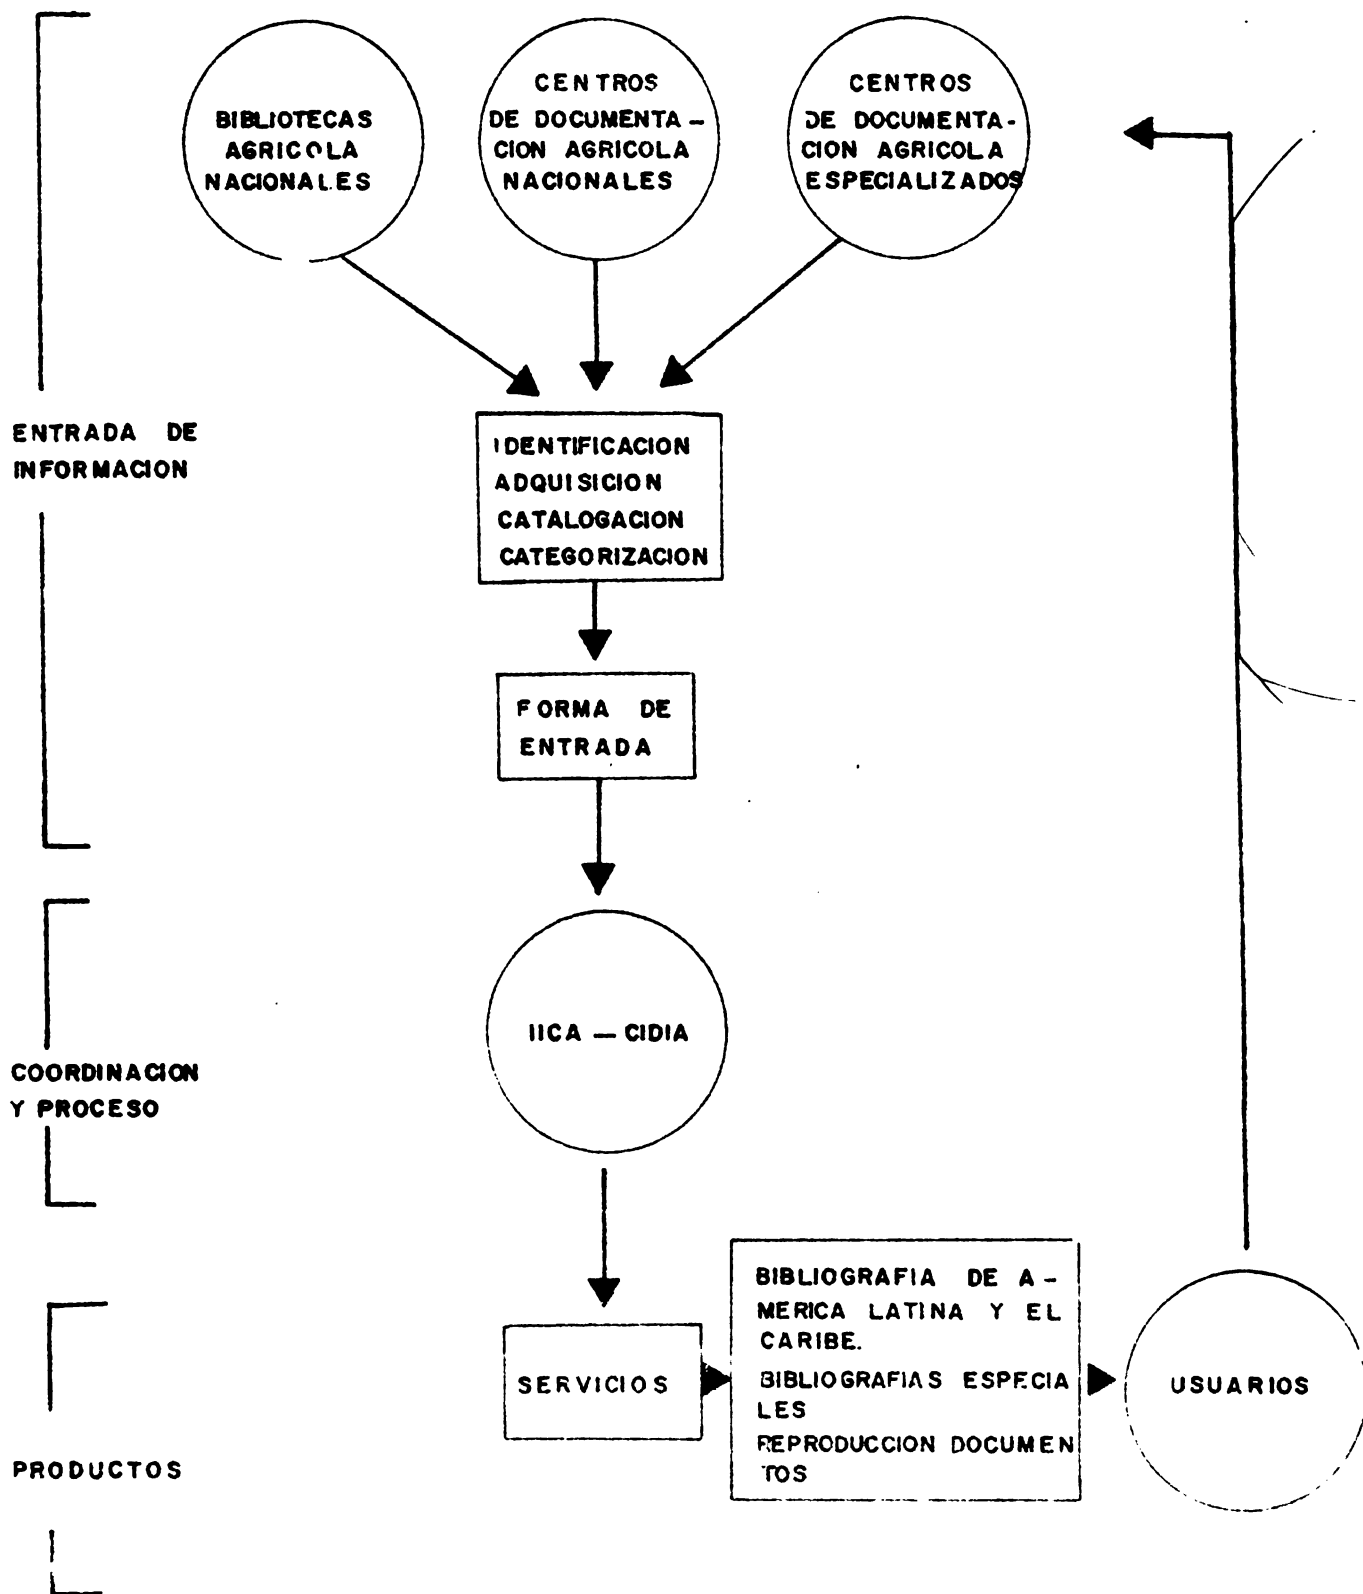 BIBLIOTECAS
AGRICOLA
NACIONALES
CENTROS
DE DOCUMENTA –
CION AGRICOLA
NACIONALES
CENTROS
DE DOCUMENTA-
CION AGRICOLA
ESPECIALIZADOS
ENTRADA DE
INFORMACION
IDENTIFICACION
ADQUISICION
CATALOGACION
CATEGORIZACION
FORMA DE
ENTRADA
COORDINACION
Y PROCESO
IICA — CIDIA
PRODUCTOS
SERVICIOS
BIBLIOGRAFIA DE A –
MERICA LATINA Y EL
CARIBE.
BIBLIOGRAFIAS ESPECIA
LES
REPRODUCCION DOCUMEN
TOS
USUARIOS